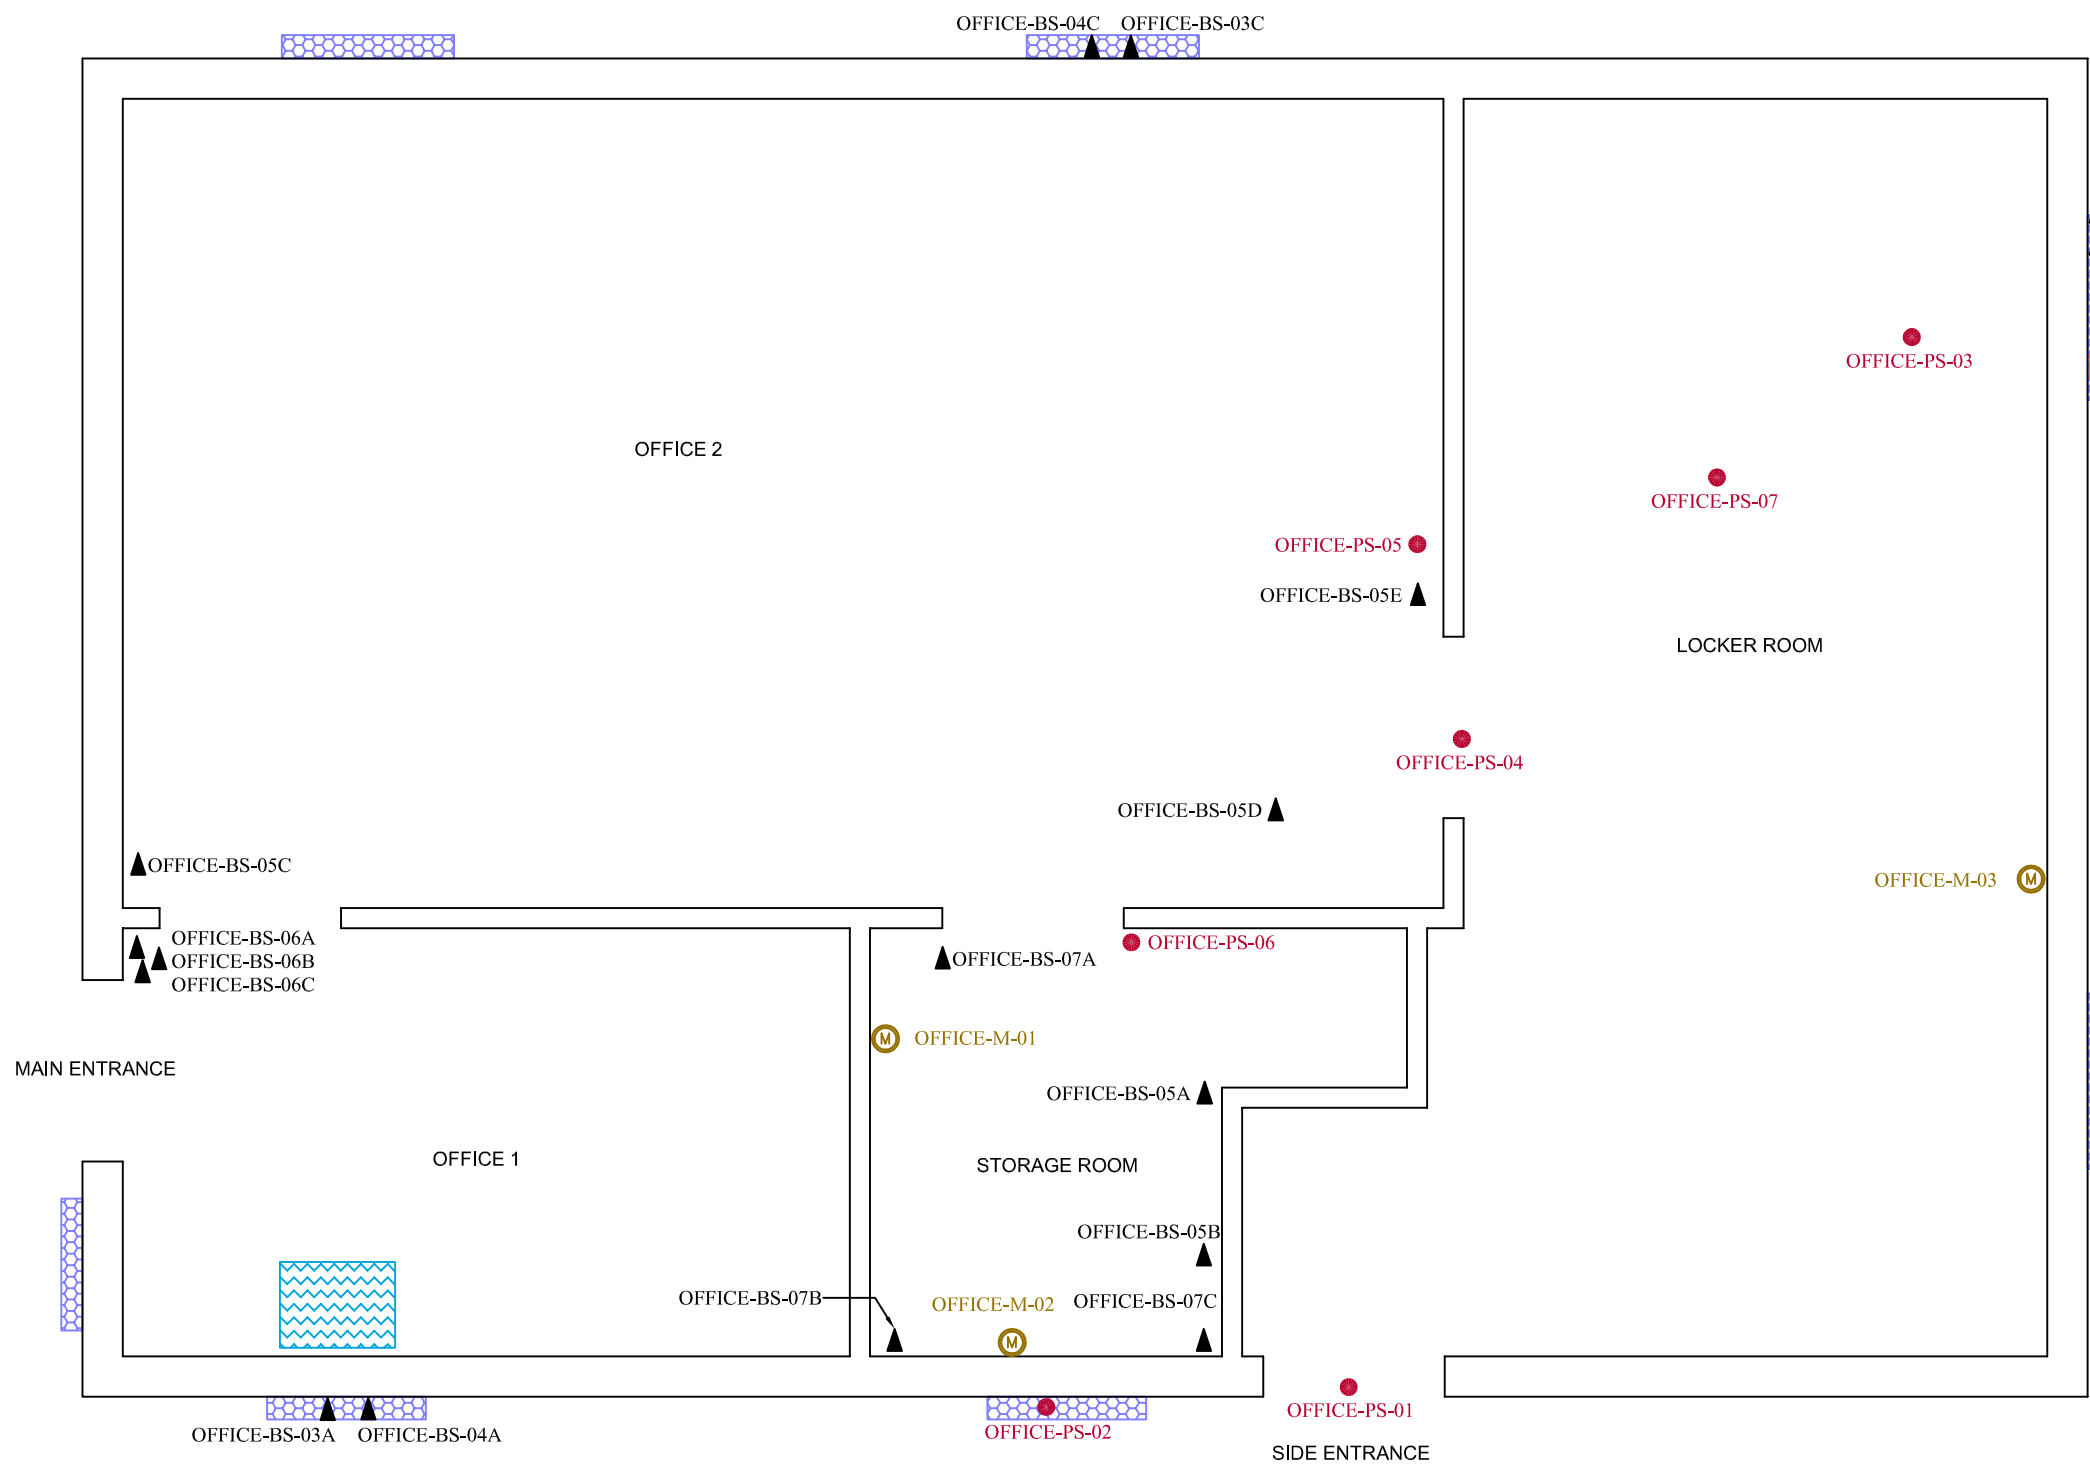 OFFICE-BS-04C OFFICE-BS-03C
OFFICE-PS-03
OFFICE 2
OFFICE-PS-07
OFFICE-PS-05
OFFICE-BS-05E
LOCKER ROOM
OFFICE-PS-04
OFFICE-BS-05D
OFFICE-BS-05C
OFFICE-M-03 M
OFFICE-BS-06A
OFFICE-BS-06B
OFFICE-BS-06C
OFFICE-PS-06
OFFICE-BS-07A
M OFFICE-M-01
MAIN ENTRANCE
OFFICE-BS-05A
OFFICE 1
STORAGE ROOM
OFFICE-BS-05B
OFFICE-BS-07B
OFFICE-M-02
OFFICE-BS-07C
M
OFFICE-PS-01
OFFICE-BS-03A OFFICE-BS-04A
OFFICE-PS-02
SIDE ENTRANCE